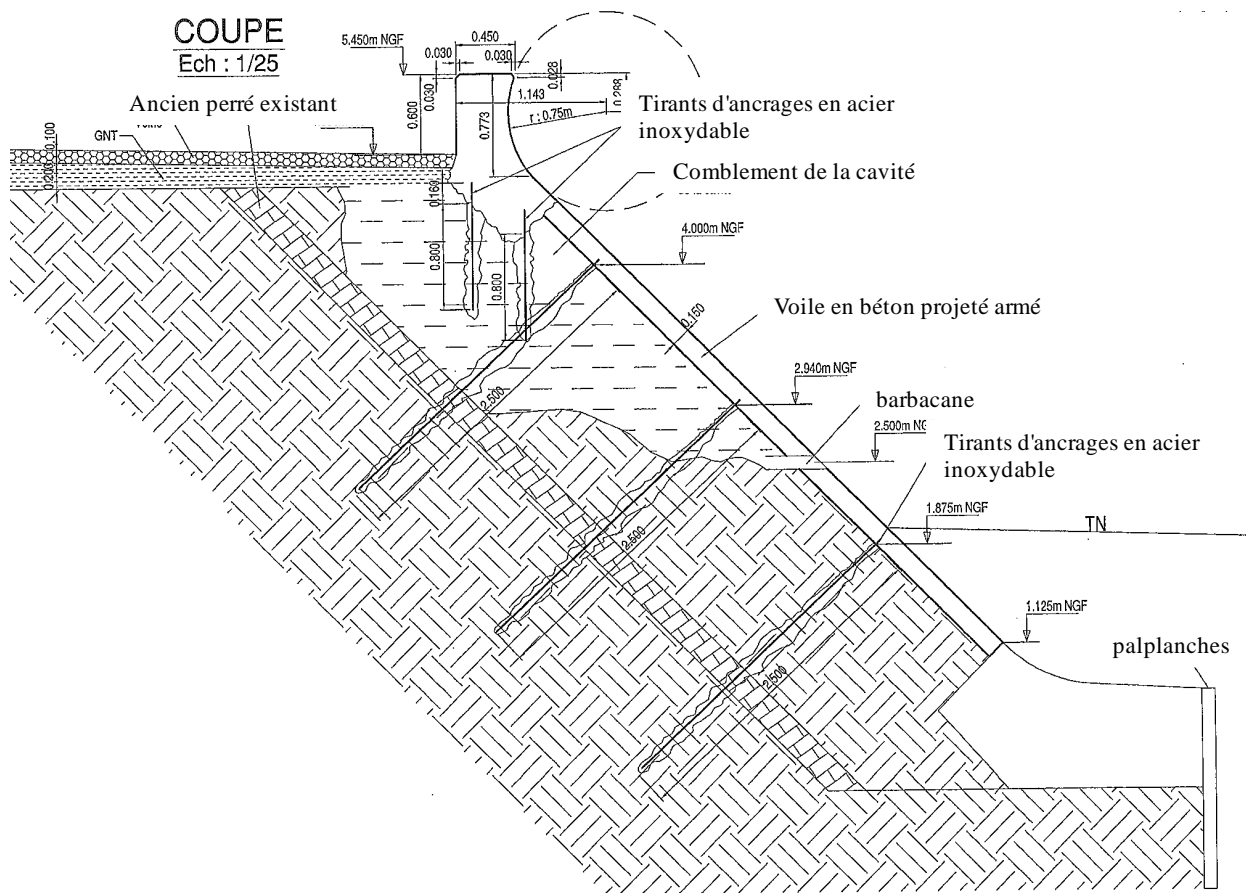 COUPE
Ech : 1/25
5.450m NGF
0.450
0.030
0.030
0.028
0.030
0.600
1.143
0.773
0.288
r : 0.75m
Ancien perré existant
Tirants d'ancrages en acier
inoxydable
GNT
0.100
0.200
Comblement de la cavité
0.160
0.800
0.800
4.000m NGF
Voile en béton projeté armé
0.150
2.940m NGF
2.500
barbacane
2.500m NG
Tirants d'ancrages en acier
inoxydable
1.875m NGF
TN
2.500
1.125m NGF
palplanches
2.500